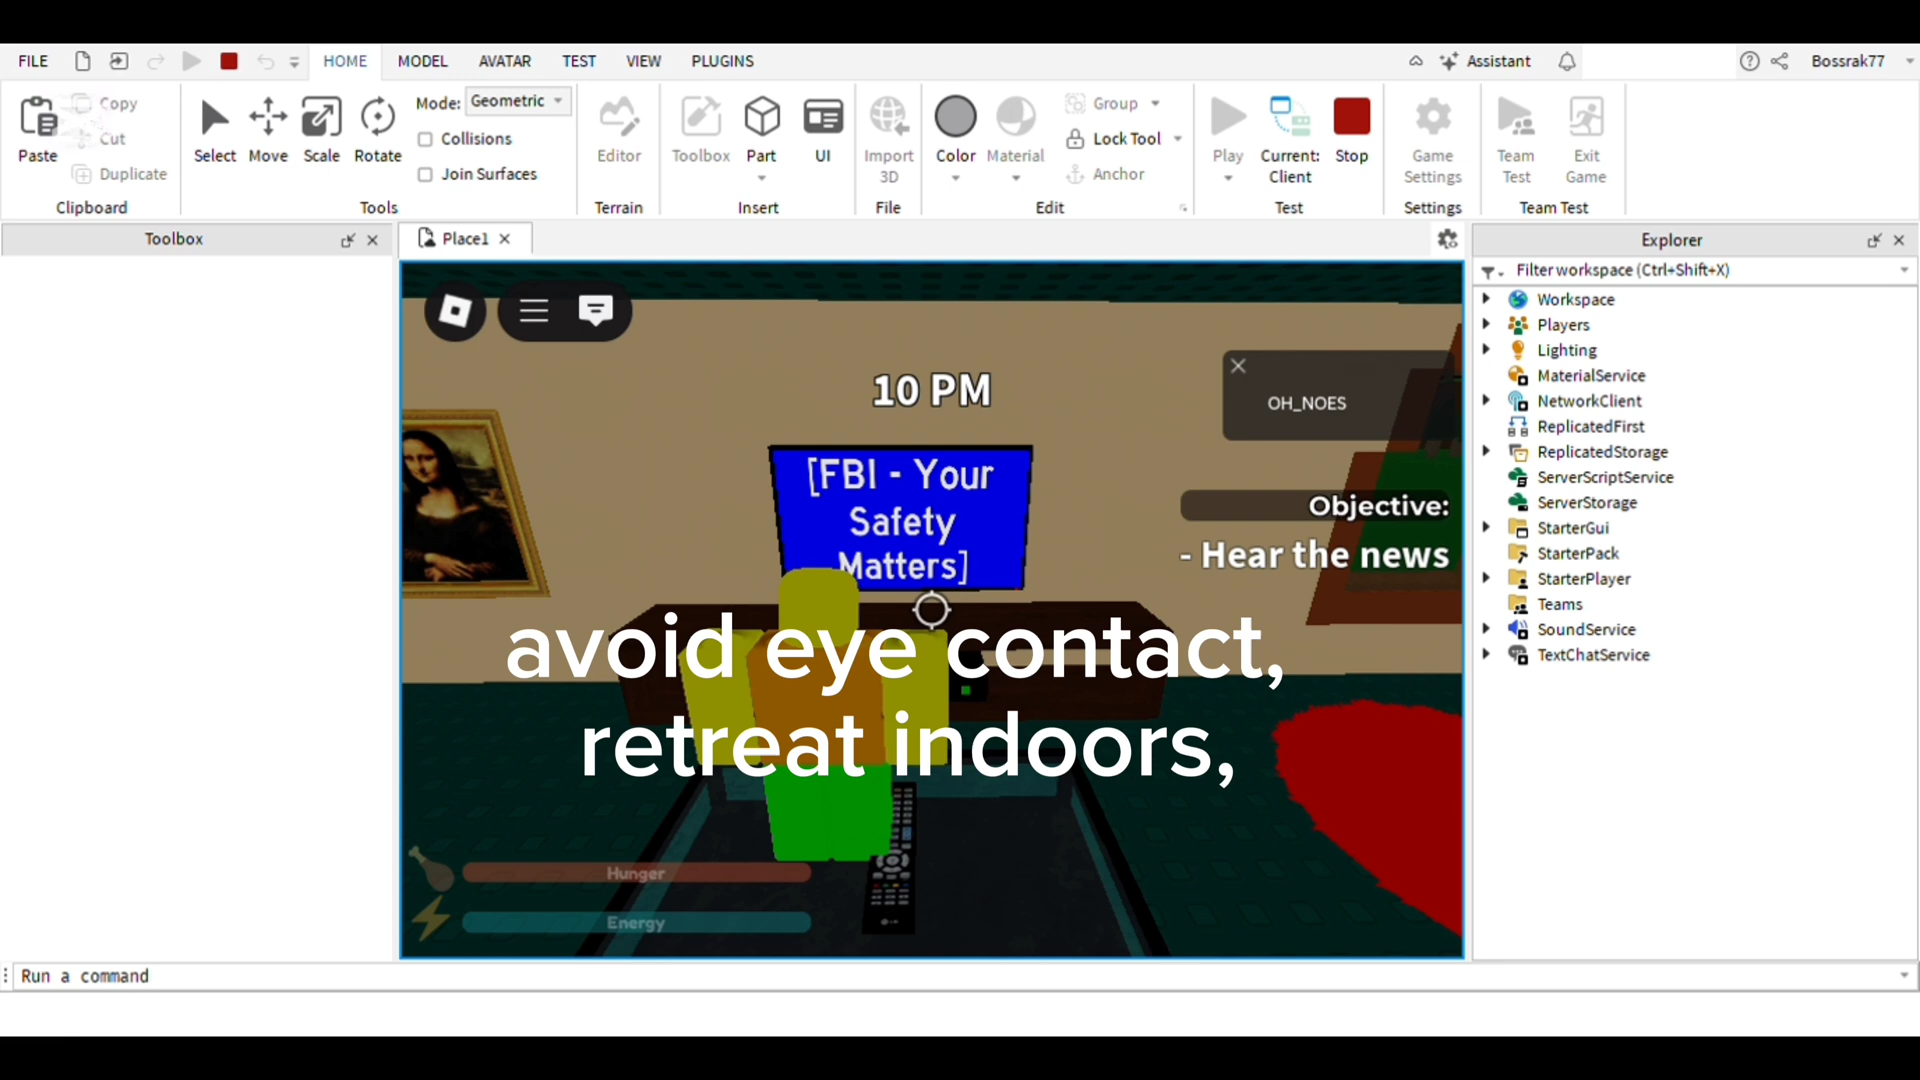 FILE
HOME
MODEL
AVATAR
TEST
VIEW
PLUGINS
Assistant
Bossrak77
Paste
Copy
Cut
Duplicate
Clipboard
Select
Move
Scale
Rotate
Mode: Geometric
Collisions
Join Surfaces
Tools
Editor
Terrain
Toolbox
Part
UI
Insert
Import
3D
File
Color
Material
Group
Lock Tool
Anchor
Edit
Play
Current:
Client
Stop
Test
Game
Settings
Settings
Team
Test
Exit
Game
Team Test
Toolbox
Place1
Explorer
Filter workspace (Ctrl+Shift+X)
Workspace
Players
Lighting
MaterialService
NetworkClient
ReplicatedFirst
ReplicatedStorage
ServerScriptService
ServerStorage
StarterGui
StarterPack
StarterPlayer
Teams
SoundService
TextChatService
10 PM
OH_NOES
[FBI - Your
Safety
Matters]
Objective:
- Hear the news
avoid eye contact,
retreat indoors,
Hunger
Energy
Run a command